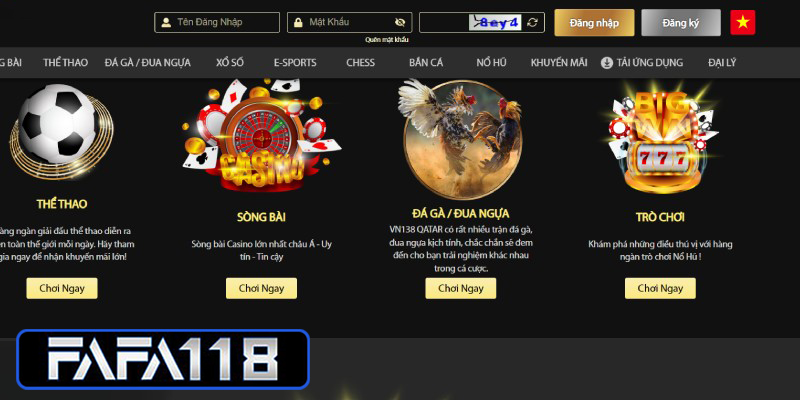 Tên Đăng Nhập
Mật Khẩu
8ey4
Đăng nhập
Đăng ký
Quên mật khẩu
G BÀI
THỂ THAO
ĐÁ GÀ / ĐUA NGỰA
XỔ SỐ
E-SPORTS
CHESS
BẮN CÁ
NỔ HŨ
KHUYẾN MÃI
TẢI ỨNG DỤNG
ĐẠI LÝ
CASINO
BIG
777
THỂ THAO
àng ngàn giải đấu thể thao diễn ra
ên toàn thế giới mỗi ngày. Hãy tham
gia ngay để nhận khuyến mãi lớn!
Chơi Ngay
SÒNG BÀI
Sòng bài Casino lớn nhất châu Á - Uy
tín - Tin cậy
Chơi Ngay
ĐÁ GÀ / ĐUA NGỰA
VN138 QATAR có rất nhiều trận đá gà,
đua ngựa kịch tính, chắc chắn sẽ đem
đến cho bạn trải nghiệm khác nhau
trong cá cược.
Chơi Ngay
TRÒ CHƠI
Khám phá những điều thú vị với hàng
ngàn trò chơi Nổ Hũ !
Chơi Ngay
FAFA118